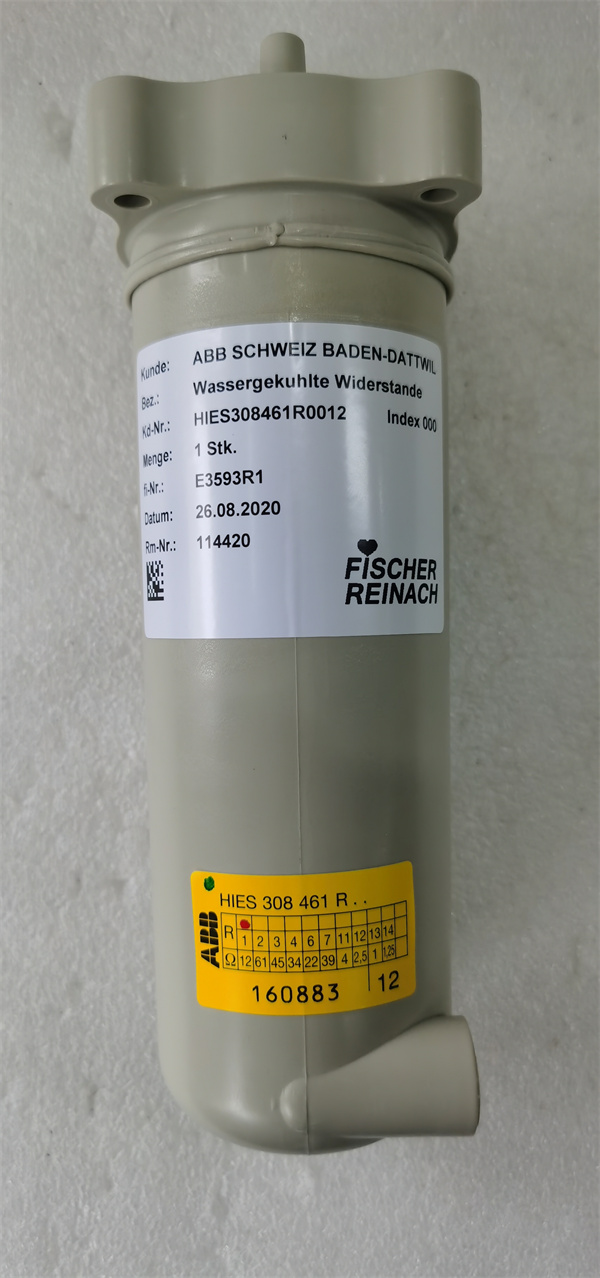 Kunde: ABB SCHWEIZ BADEN-DATTWIL
Bez.: Wassergekuhlte Widerstande
Kd-Nr.: HIES308461R0012 Index 000
Menge: 1 Stk.
fi-Nr.: E3593R1
Datum: 26.08.2020
Rm-Nr.: 114420
FISCHER
REINACH
ABB
HIES 308 461 R . .
R 1 2 3 4 6 7 11 12 13 14
Ω 12 61 45 34 22 39 4 2,5 1 1,25
160883 12